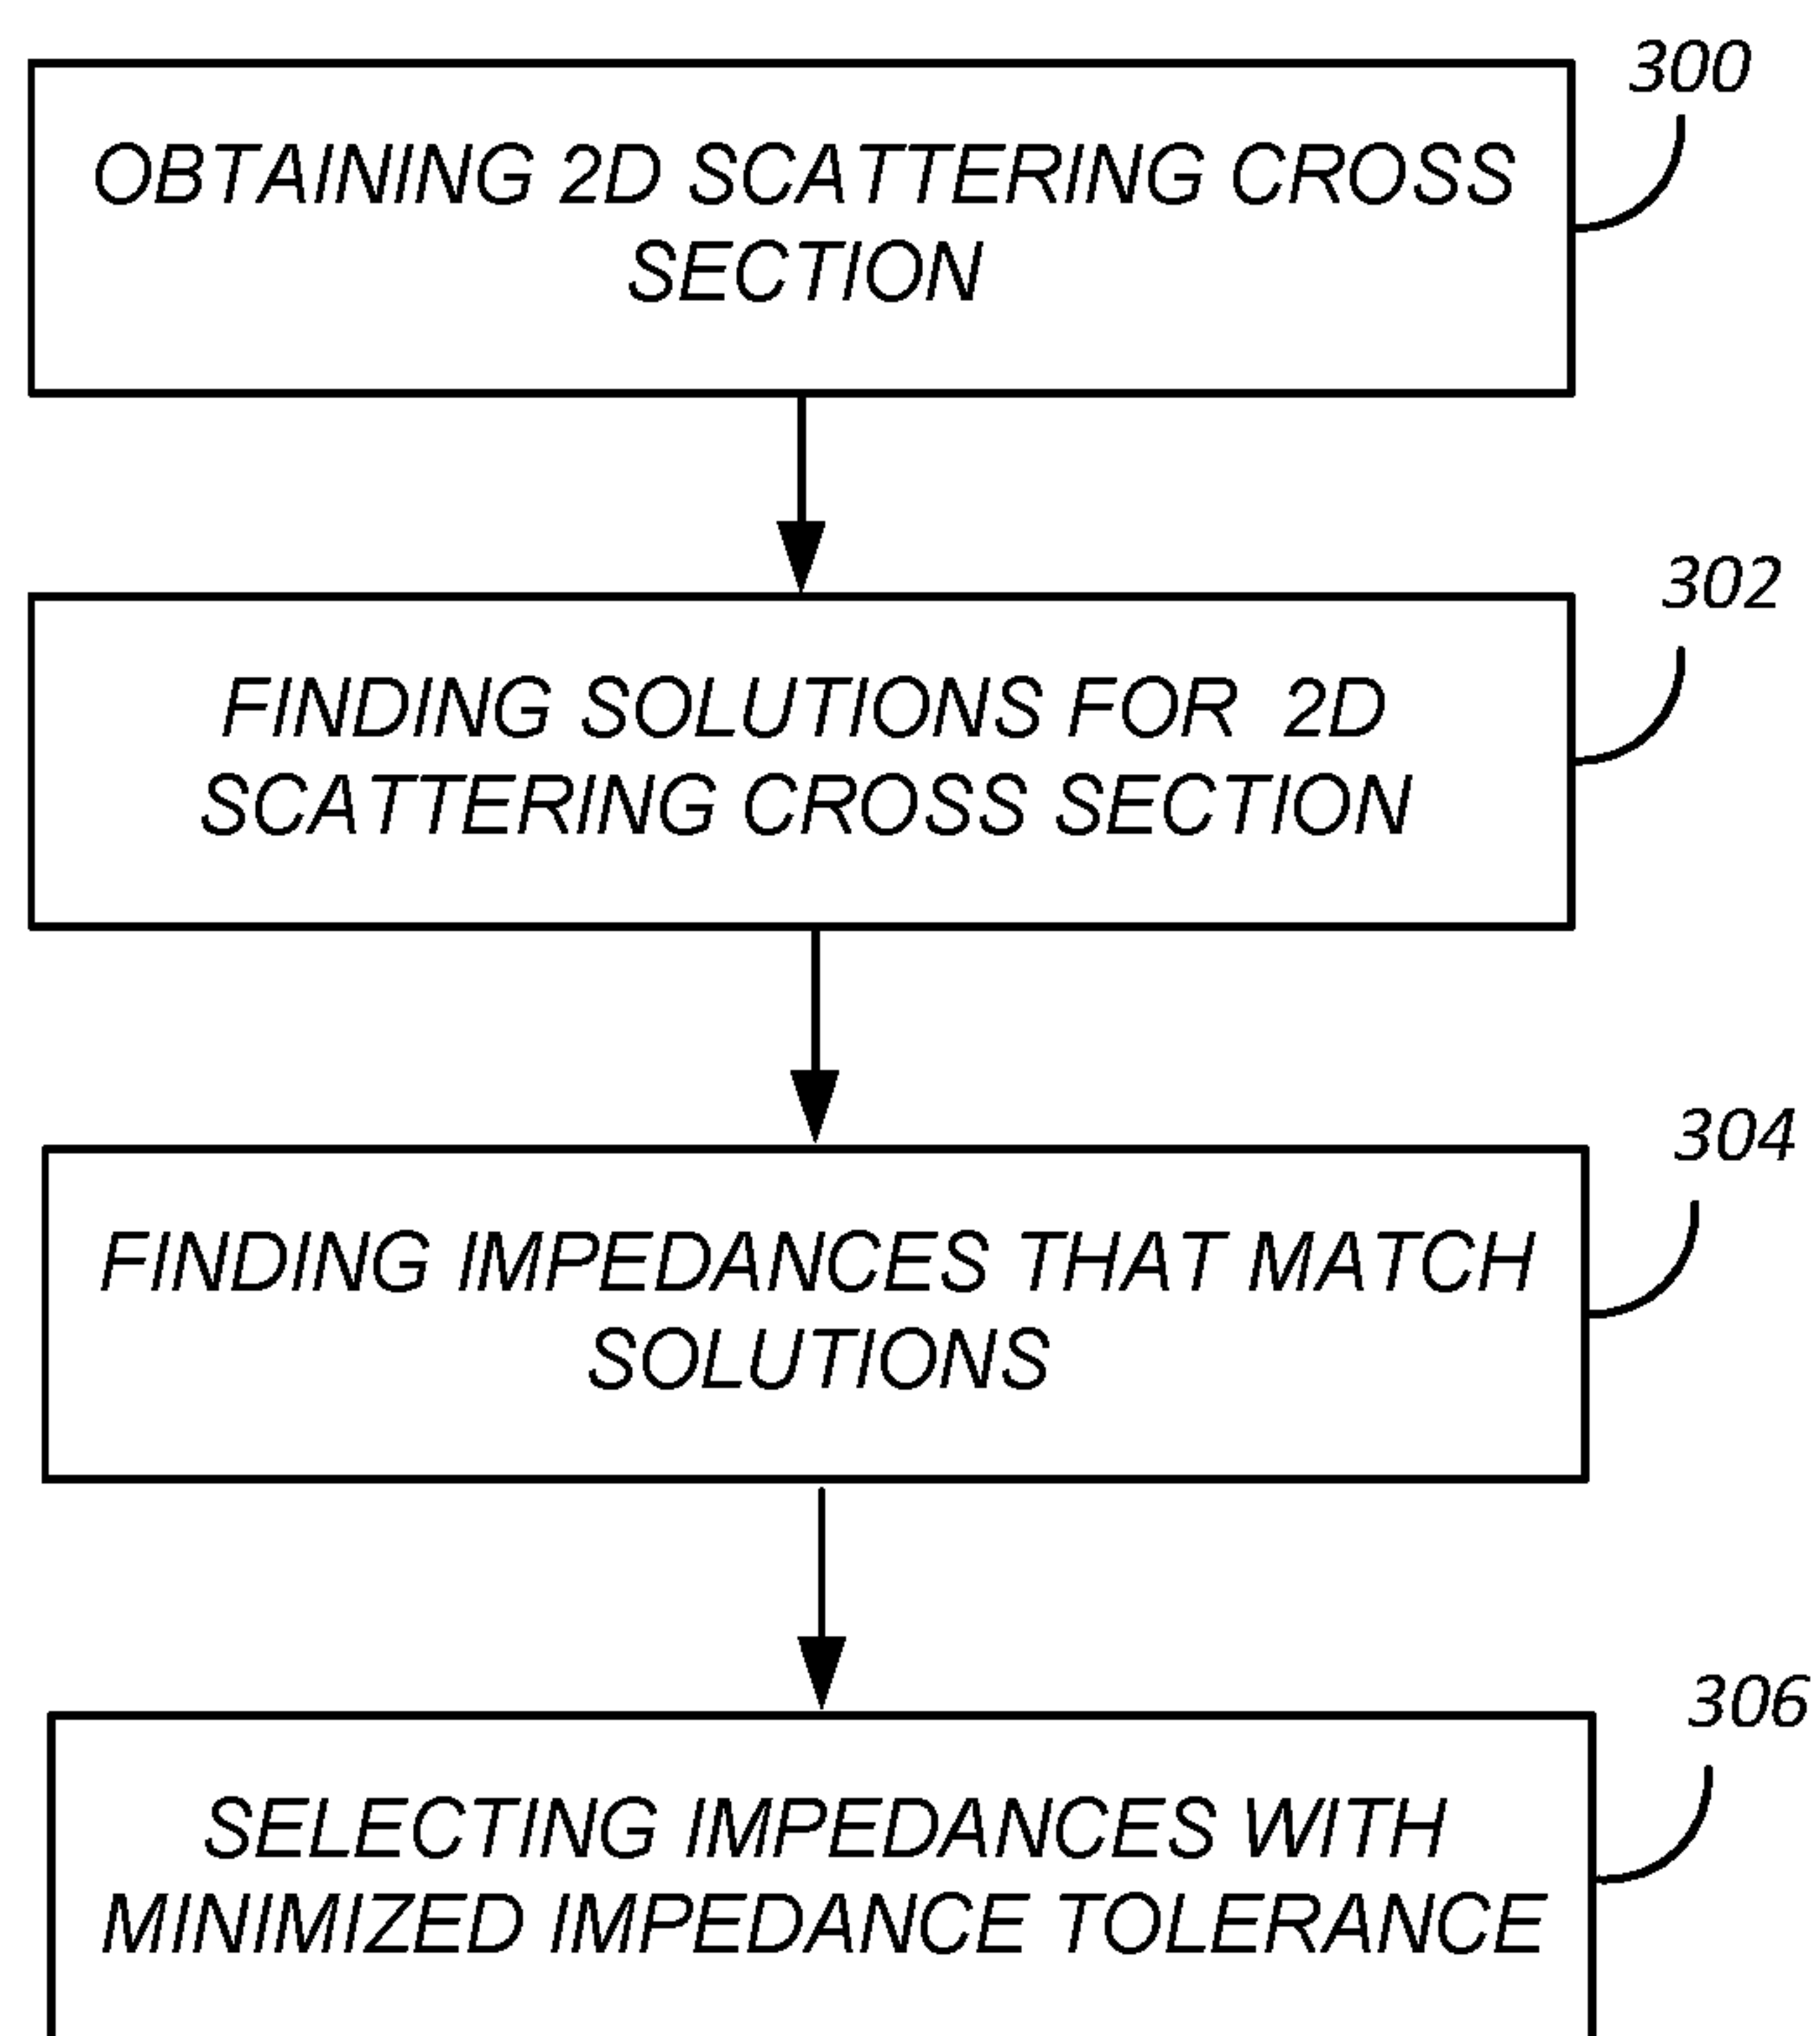 300
OBTAINING 2D SCATTERING CROSS
SECTION
302
FINDING SOLUTIONS FOR 2D
SCATTERING CROSS SECTION
304
FINDING IMPEDANCES THAT MATCH
SOLUTIONS
306
SELECTING IMPEDANCES WITH
MINIMIZED IMPEDANCE TOLERANCE